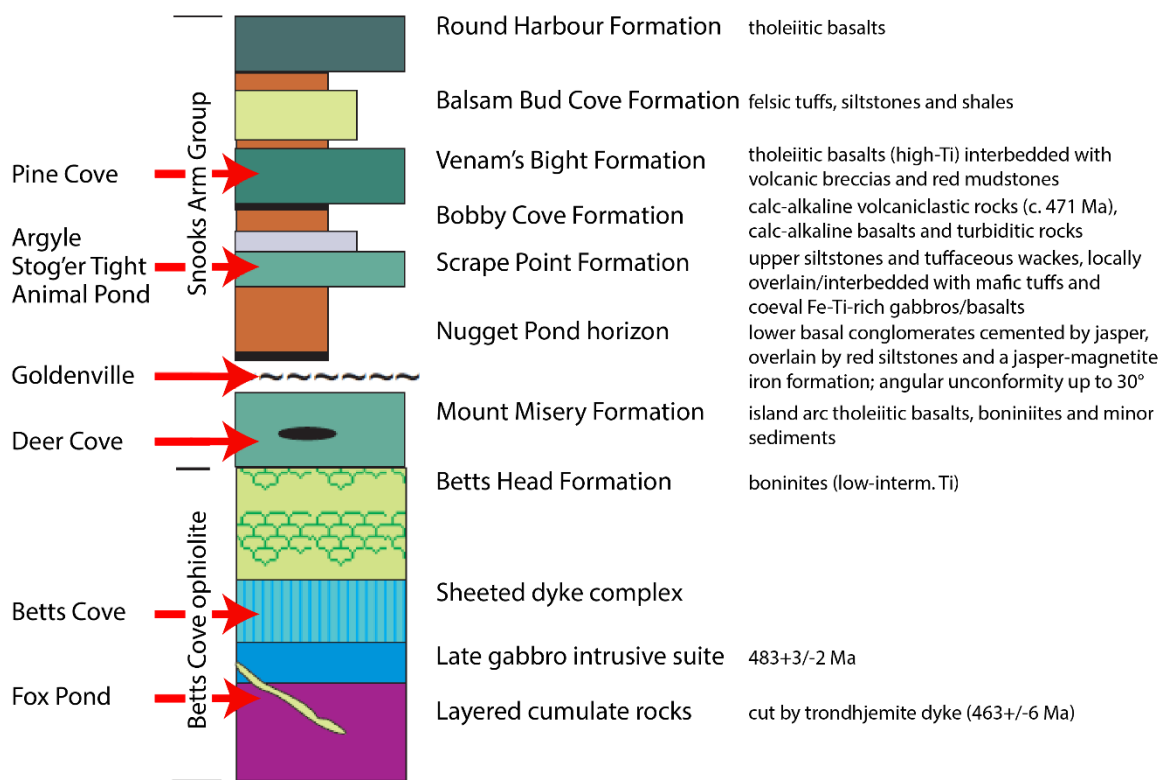 Round Harbour Formation tholeiitic basalts
Balsam Bud Cove Formation felsic tuffs, siltstones and shales
Snooks Arm Group
Pine Cove
Venam's Bight Formation tholeiitic basalts (high-Ti) interbedded with
volcanic breccias and red mudstones
Bobby Cove Formation calc-alkaline volcaniclastic rocks (c. 471 Ma),
calc-alkaline basalts and turbiditic rocks
Argyle
Stog'er Tight
Animal Pond
Scrape Point Formation upper siltstones and tuffaceous wackes, locally
overlain/interbedded with mafic tuffs and
coeval Fe-Ti-rich gabbros/basalts
Nugget Pond horizon lower basal conglomerates cemented by jasper,
overlain by red siltstones and a jasper-magnetite
iron formation; angular unconformity up to 30°
Goldenville
Mount Misery Formation island arc tholeiitic basalts, boniniites and minor
sediments
Deer Cove
Betts Head Formation boninites (low-interm. Ti)
Betts Cove ophiolite
Betts Cove
Sheeted dyke complex
Late gabbro intrusive suite 483+3/-2 Ma
Fox Pond
Layered cumulate rocks cut by trondhjemite dyke (463+/-6 Ma)